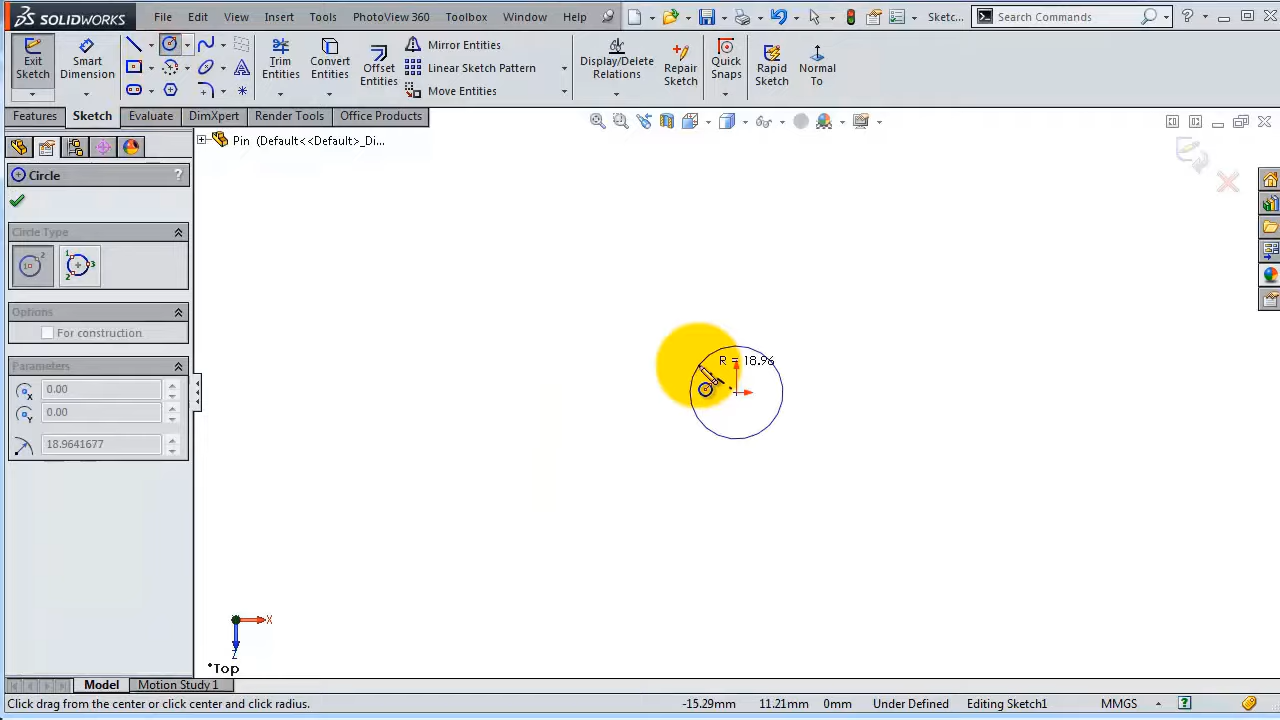 SOLIDWORKS File Edit View Insert Tools PhotoView 360 Toolbox Window Help Sketc... Search Commands
Exit Sketch
Smart Dimension
Trim Entities
Convert Entities
Offset Entities
Mirror Entities
Linear Sketch Pattern
Move Entities
Display/Delete Relations
Repair Sketch
Quick Snaps
Rapid Sketch
Normal To
Features Sketch Evaluate DimXpert Render Tools Office Products
Pin (Default<<Default>_Di...
Circle ?
Circle Type
Options
For construction
Parameters
0.00
0.00
18.9641677
R = 18.96
X
Z
*Top
Model Motion Study 1
Click drag from the center or click center and click radius. -15.29mm 11.21mm 0mm Under Defined Editing Sketch1 MMGS